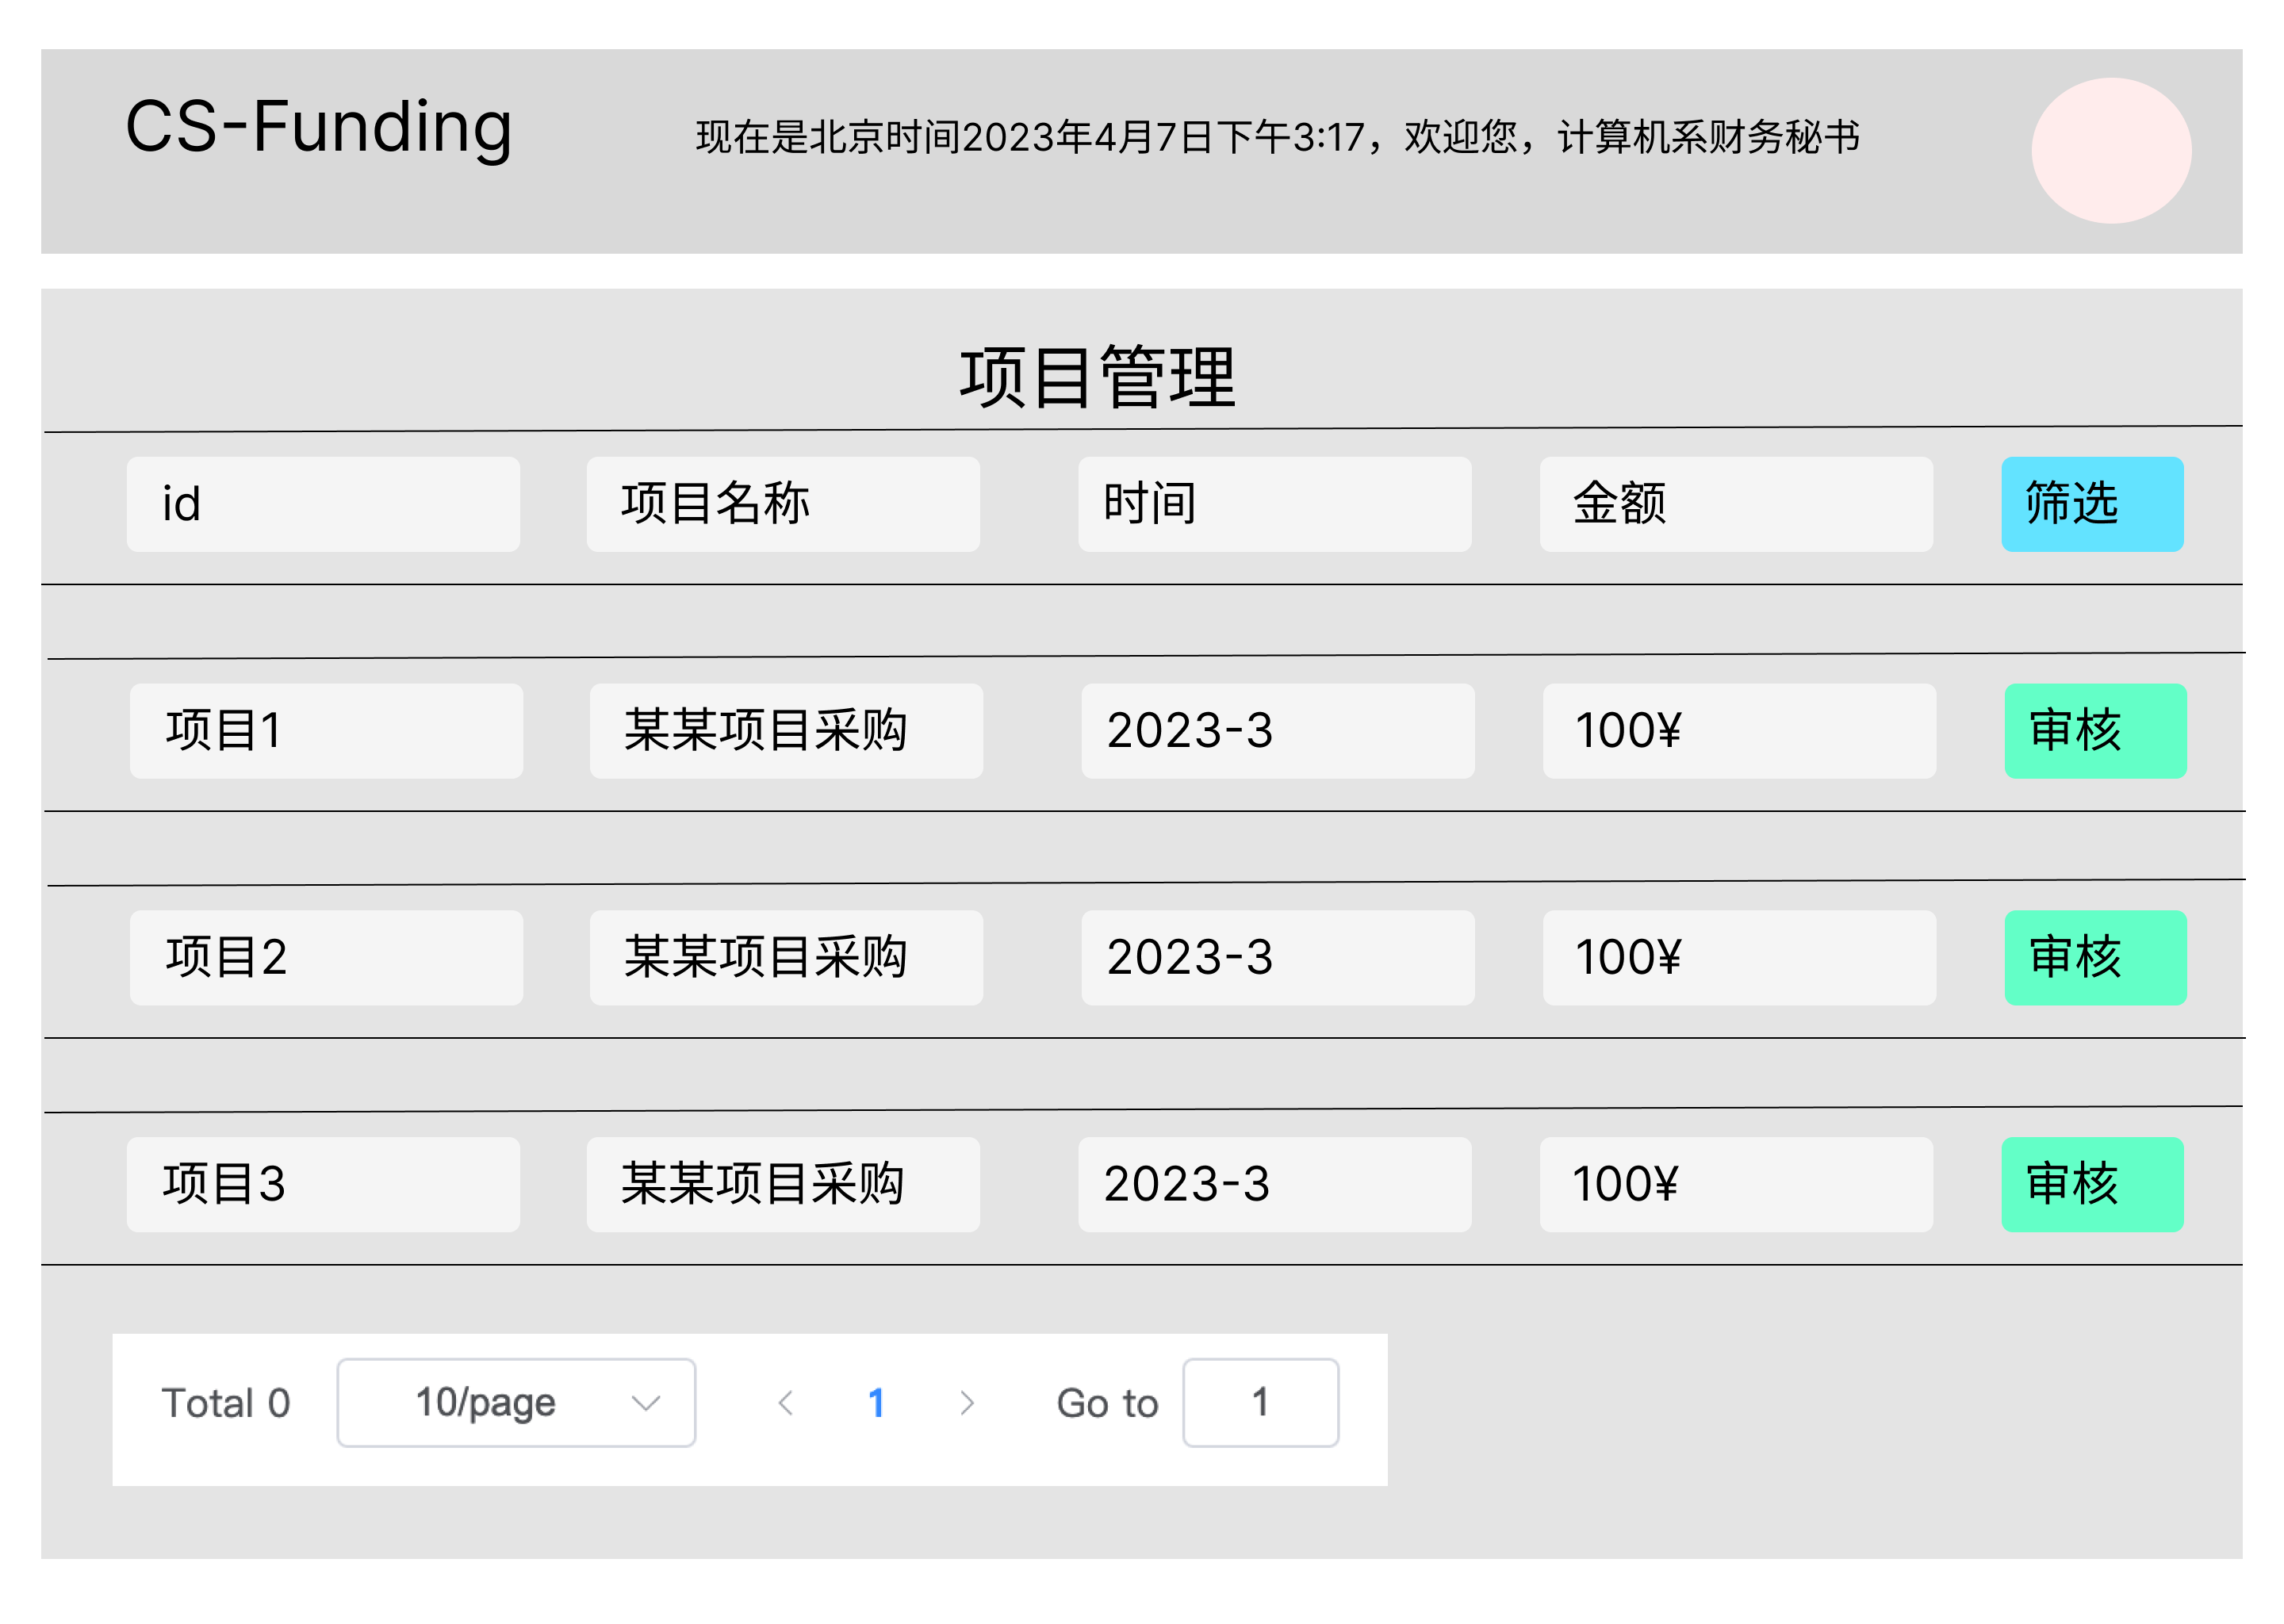 CS-Funding
现在是北京时间2023年4月7日下午3:17，欢迎您，计算机系财务秘书
项目管理
id 项目名称 时间 金额 筛选
项目1 某某项目采购 2023-3 100¥ 审核
项目2 某某项目采购 2023-3 100¥ 审核
项目3 某某项目采购 2023-3 100¥ 审核
Total 0 10/page 1 Go to 1